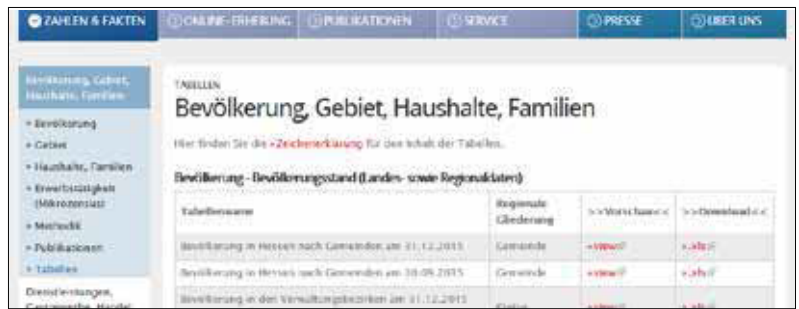 ZAHLEN & FAKTEN
ONLINE-ERHEBUNG
PUBLIKATIONEN
SERVICE
PRESSE
ÜBER UNS
Bevölkerung, Gebiet,
Haushalte, Familien
Bevölkerung
Gebiet
Haushalte, Familien
Erwerbstätigkeit
(Mikrozensus)
Methodik
Publikationen
Tabellen
Dienstleistungen,
TABELLEN
Bevölkerung, Gebiet, Haushalte, Familien
Hier finden Sie die »Zeichenerklärung für den Inhalt der Tabellen.
Bevölkerung - Bevölkerungsstand (Landes- sowie Regionaldaten)
Tabellenname
Regionale
Gliederung
>>Vorschau<<
>>Download<<
Bevölkerung in Hessen nach Gemeinden am 31.12.2015
Gemeinde
»view
».xls
Bevölkerung in Hessen nach Gemeinden am 30.09.2015
Gemeinde
»view
».xls
Bevölkerung in den Verwaltungsbezirken am 31.12.2015
»view
».xls